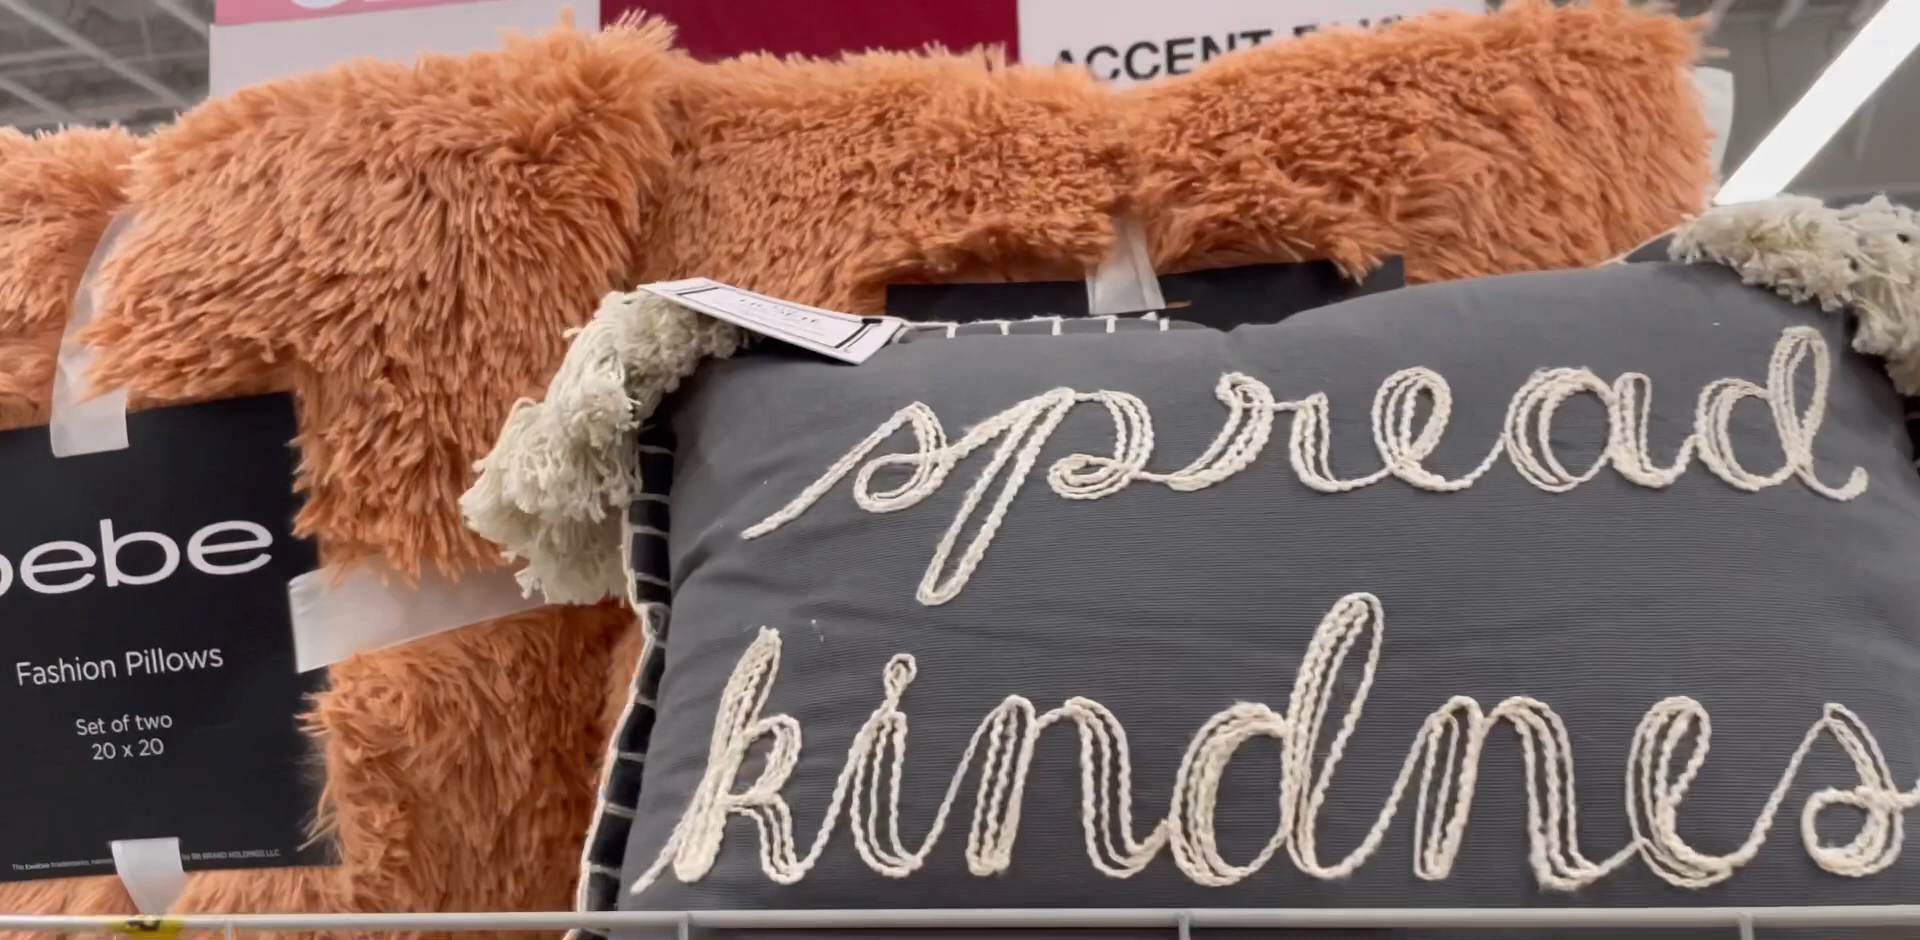 ACCENT
bebe
Fashion Pillows
Set of two
20 x 20
spread
kindnes